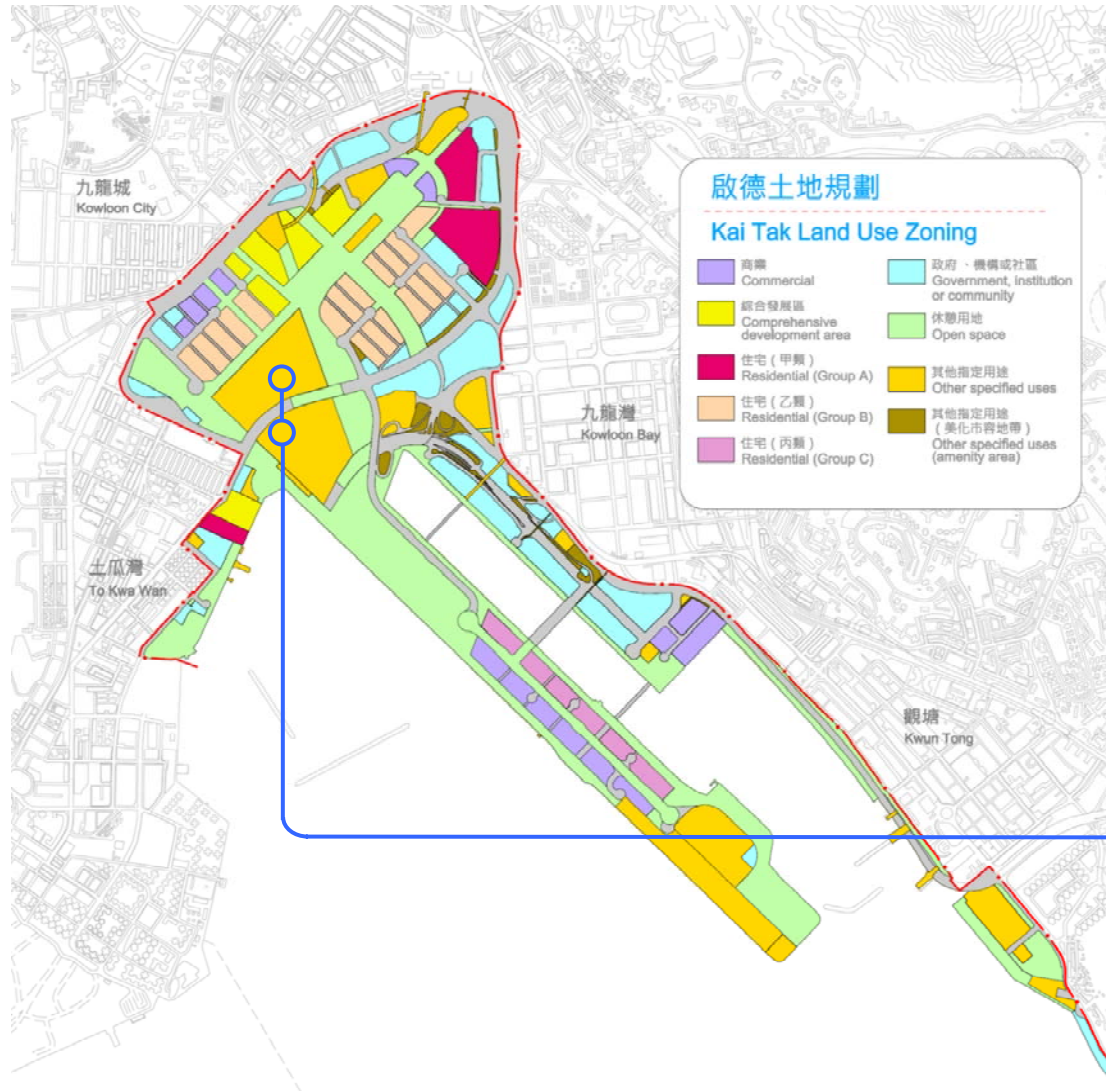 九龍城
Kowloon City
啟德土地規劃
Kai Tak Land Use Zoning
商業
Commercial
綜合發展區
Comprehensive
development area
住宅（甲類）
Residential (Group A)
住宅（乙類）
Residential (Group B)
住宅（丙類）
Residential (Group C)
政府、機構或社區
Government, institution
or community
休憩用地
Open space
其他指定用途
Other specified uses
其他指定用途
（美化市容地帶）
Other specified uses
(amenity area)
九龍灣
Kowloon Bay
土瓜灣
To Kwa Wan
觀塘
Kwun Tong